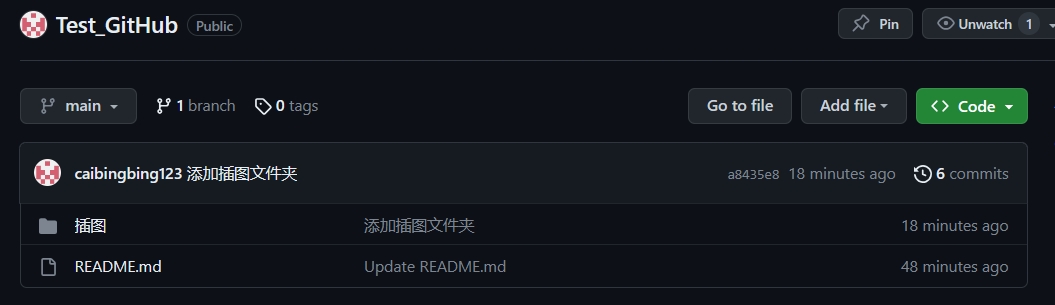 Test_GitHub Public Pin Unwatch 1
main 1 branch 0 tags Go to file Add file Code
caibingbing123 添加插图文件夹 a8435e8 18 minutes ago 6 commits
插图 添加插图文件夹 18 minutes ago
README.md Update README.md 48 minutes ago